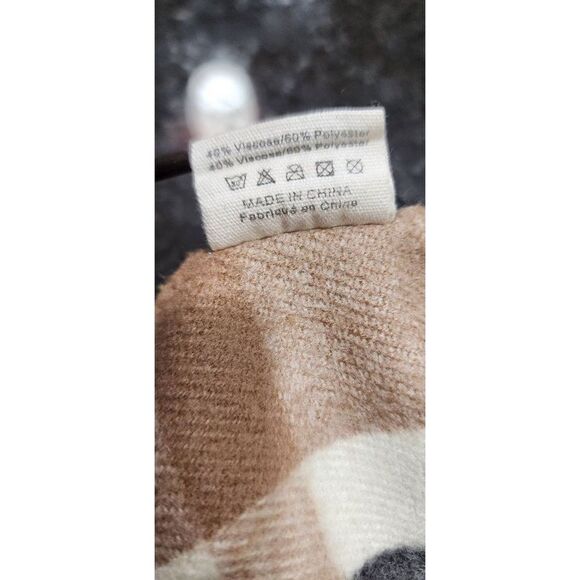 40% Viscose/60% Polyester
40% Viscose/60% Polyester
MADE IN CHINA
Fabriqué en Chine